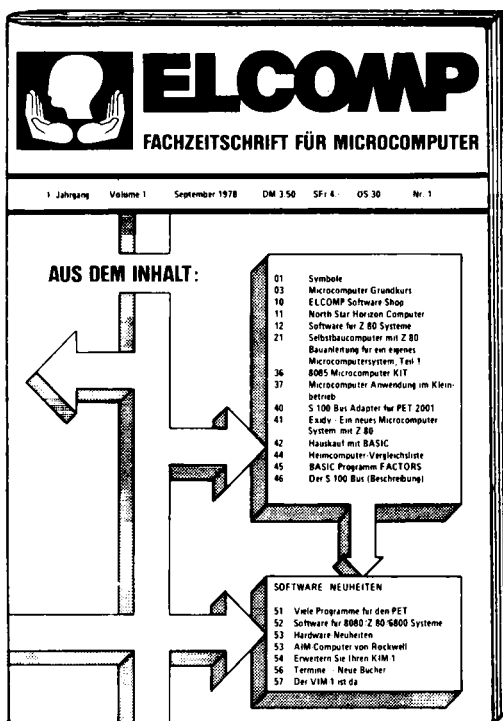 ELCOMP
FACHZEITSCHRIFT FÜR MICROCOMPUTER
1. Jahrgang Volume 1 September 1978 DM 3.50 SFr 4.- ÖS 30 Nr. 1
AUS DEM INHALT:
01 Symbole
03 Microcomputer Grundkurs
10 ELCOMP Software Shop
11 North Star Horizon Computer
12 Software für Z 80 Systeme
21 Selbstbaucomputer mit Z 80
Bauanleitung für ein eigenes
Microcomputersystem, Teil 1
36 8085 Microcomputer KIT
37 Microcomputer Anwendung im Klein-
betrieb
40 S 100 Bus Adapter für PET 2001
41 Exidy - Ein neues Microcomputer
System mit Z 80
42 Hauskauf mit BASIC
44 Heimcomputer-Vergleichsliste
45 BASIC Programm FACTORS
46 Der S 100 Bus (Beschreibung)
SOFTWARE NEUHEITEN
51 Viele Programme für den PET
52 Software für 8080/Z 80/6800 Systeme
53 Hardware-Neuheiten
53 AIM-Computer von Rockwell
54 Erweitern Sie Ihren KIM 1
56 Termine - Neue Bücher
57 Der VIM 1 ist da